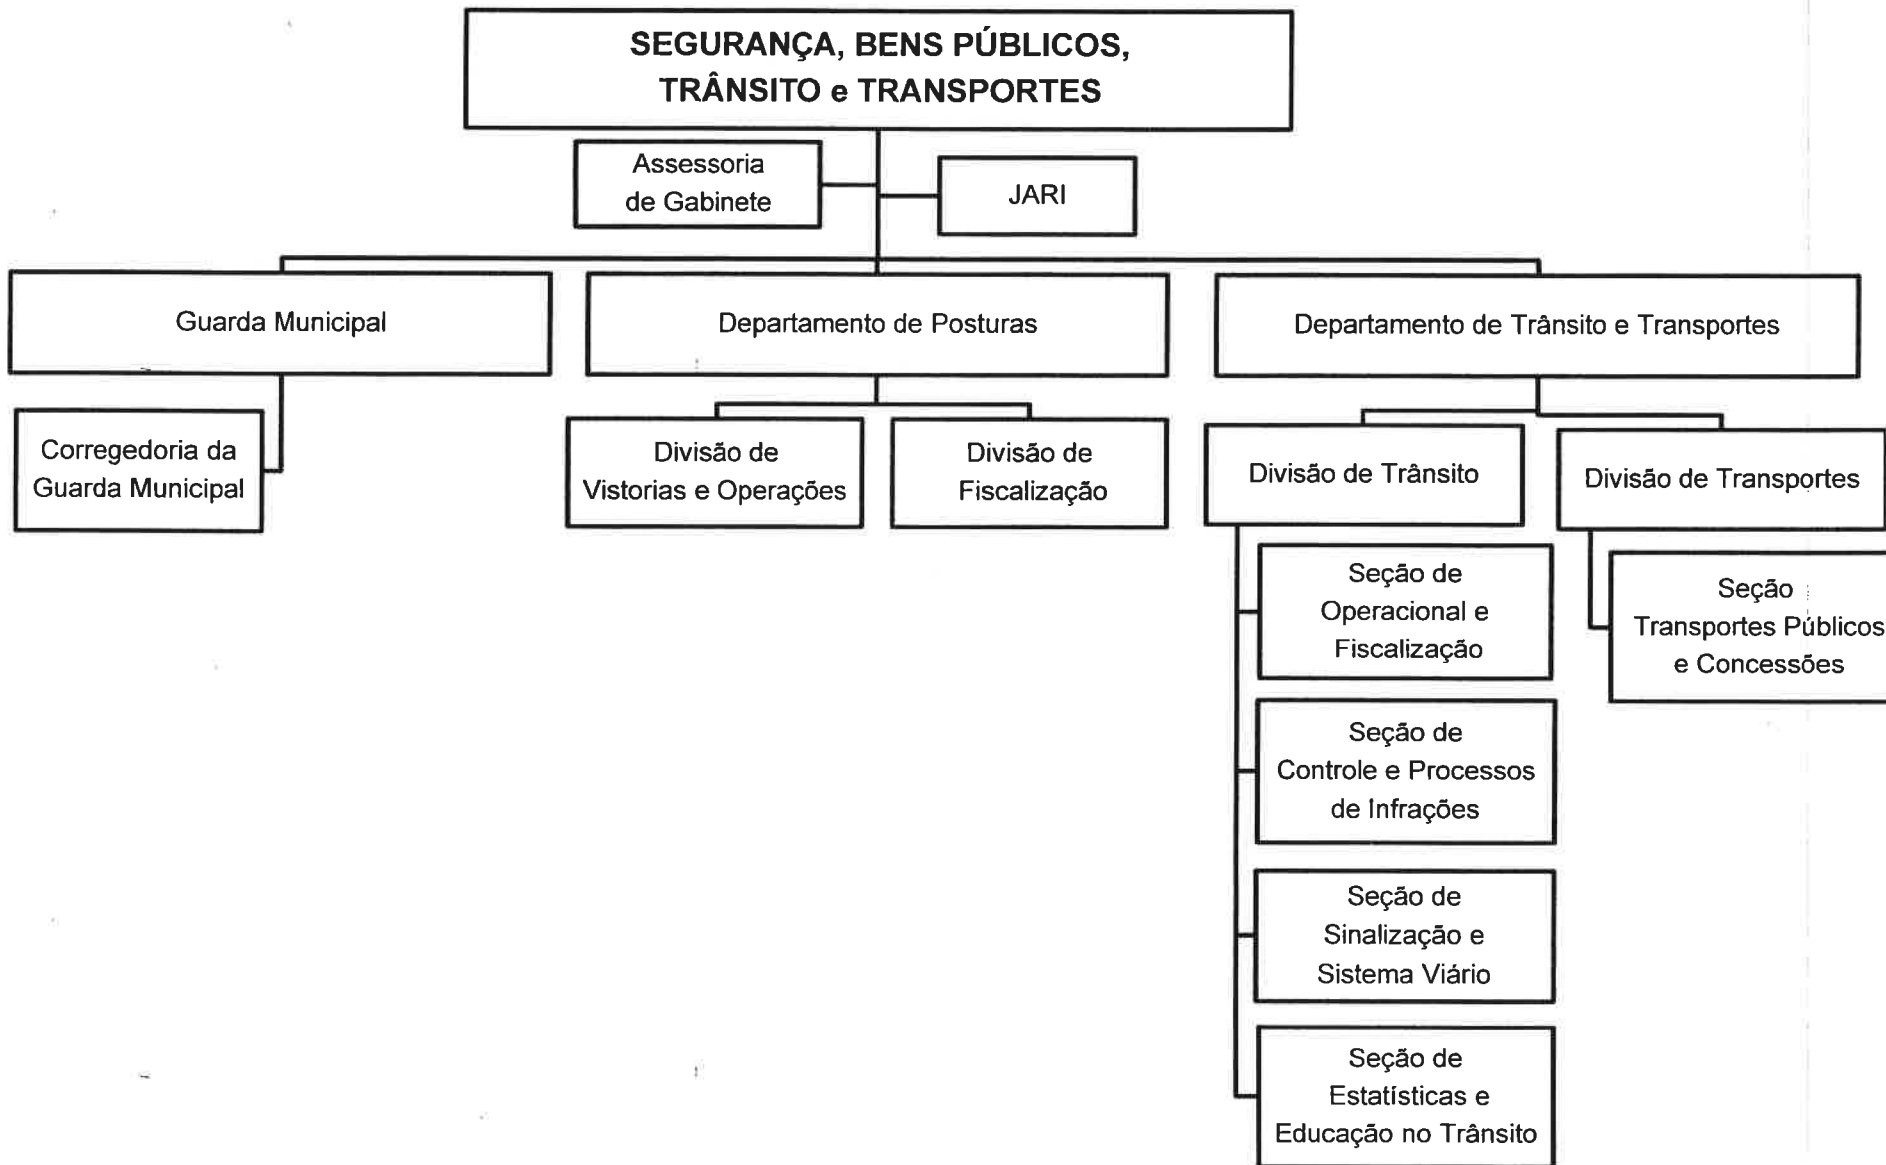 SEGURANÇA, BENS PÚBLICOS,
TRÂNSITO e TRANSPORTES
Assessoria
de Gabinete
JARI
Guarda Municipal
Departamento de Posturas
Departamento de Trânsito e Transportes
Corregedoria da
Guarda Municipal
Divisão de
Vistorias e Operações
Divisão de
Fiscalização
Divisão de Trânsito
Divisão de Transportes
Seção de
Operacional e
Fiscalização
Seção
Transportes Públicos
e Concessões
Seção de
Controle e Processos
de Infrações
Seção de
Sinalização e
Sistema Viário
Seção de
Estatísticas e
Educação no Trânsito